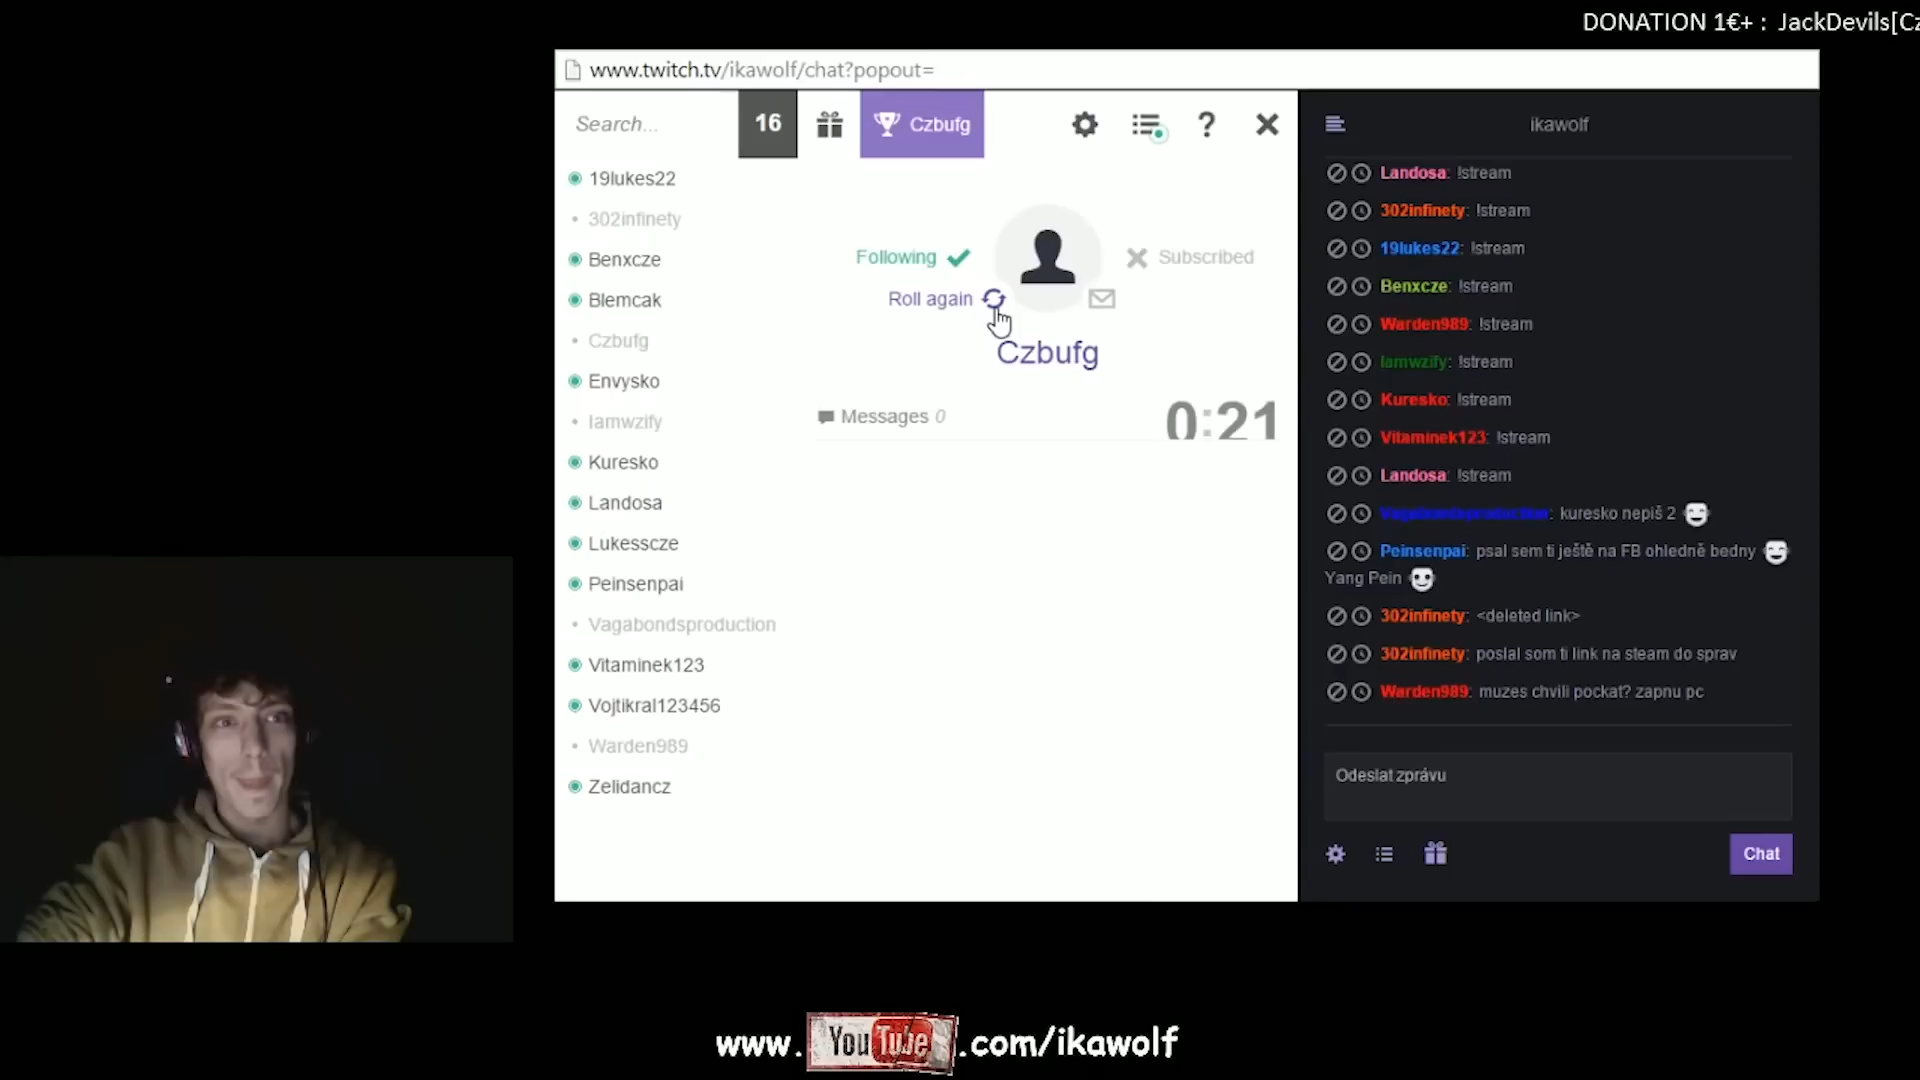 DONATION 1€+ : JackDevils[Cz
www.twitch.tv/ikawolf/chat?popout=
Search...
16
Czbufg
ikawolf
19lukes22
302infinety
Benxcze
Blemcak
Czbufg
Envysko
Iamwzify
Kuresko
Landosa
Lukesscze
Peinsenpai
Vagabondsproduction
Vitaminek123
Vojtikral123456
Warden989
Zelidancz
Following
Subscribed
Roll again
Czbufg
Messages 0
0:21
Landosa: !stream
302infinety: !stream
19lukes22: !stream
Benxcze: !stream
Warden989: !stream
Iamwzify: !stream
Kuresko: !stream
Vitaminek123: !stream
Landosa: !stream
Vagabondsproduction: kuresko nepiš 2
Peinsenpai: psal sem ti ještě na FB ohledně bedny
Yang Pein
302infinety: <deleted link>
302infinety: poslal som ti link na steam do sprav
Warden989: muzes chvili pockat? zapnu pc
Odeslat zprávu
Chat
www.YouTube.com/ikawolf